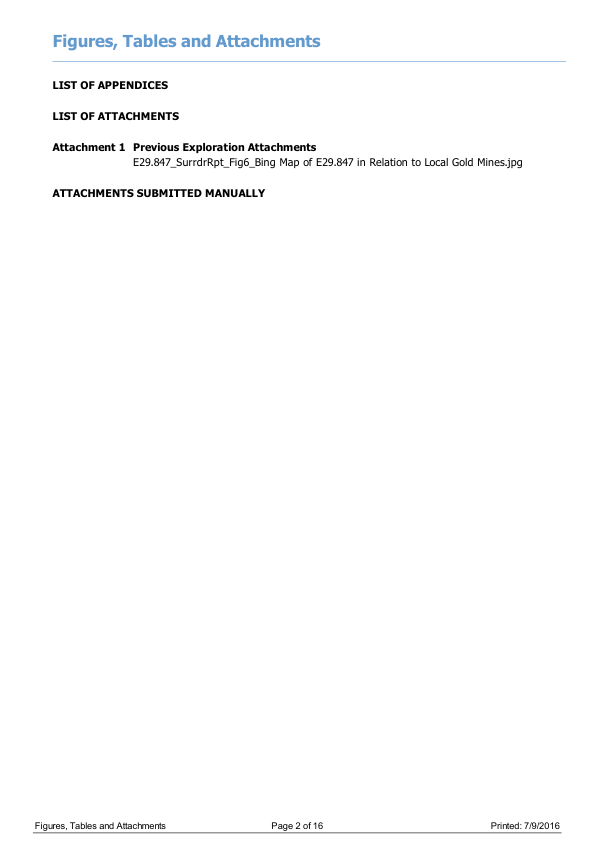 Figures, Tables and Attachments
LIST OF APPENDICES
LIST OF ATTACHMENTS
Attachment 1 Previous Exploration Attachments
E29.847_SurrdrRpt_Fig6_Bing Map of E29.847 in Relation to Local Gold Mines.jpg
ATTACHMENTS SUBMITTED MANUALLY
Figures, Tables and Attachments Page 2 of 16 Printed: 7/9/2016